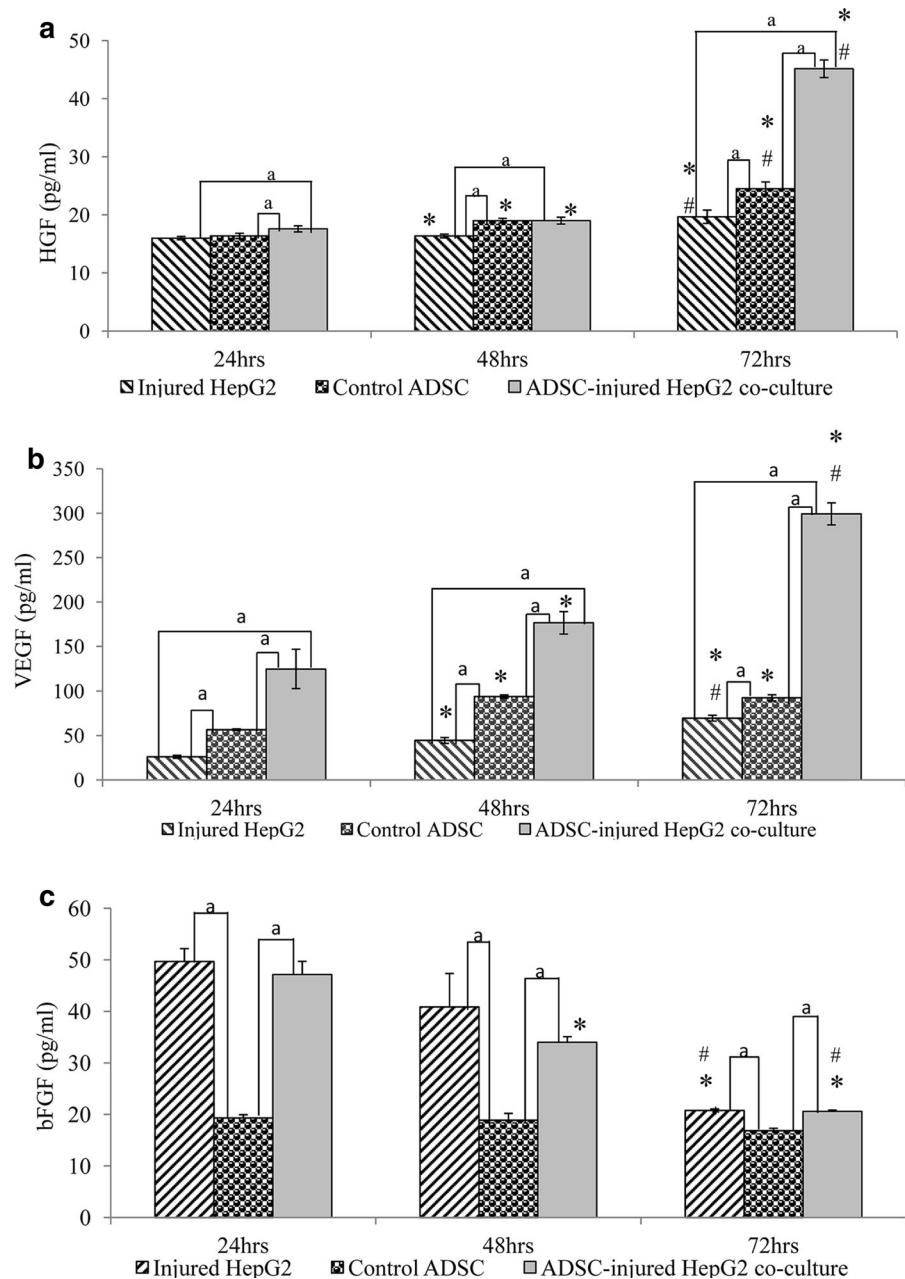 a
HGF (pg/ml)
50
40
30
20
10
0
a
a
*
a
a
*
*
*
a
a
a
*
#
*
#
*
#
24hrs
48hrs
72hrs
Injured HepG2
Control ADSC
ADSC-injured HepG2 co-culture
b
VEGF (pg/ml)
350
300
250
200
150
100
50
0
a
a
a
a
a
a
*
*
*
a
a
a
*
#
*
*
#
24hrs
48hrs
72hrs
Injured HepG2
Control ADSC
ADSC-injured HepG2 co-culture
c
bFGF (pg/ml)
60
50
40
30
20
10
0
a
a
a
a
*
a
a
#
*
#
*
24hrs
48hrs
72hrs
Injured HepG2
Control ADSC
ADSC-injured HepG2 co-culture